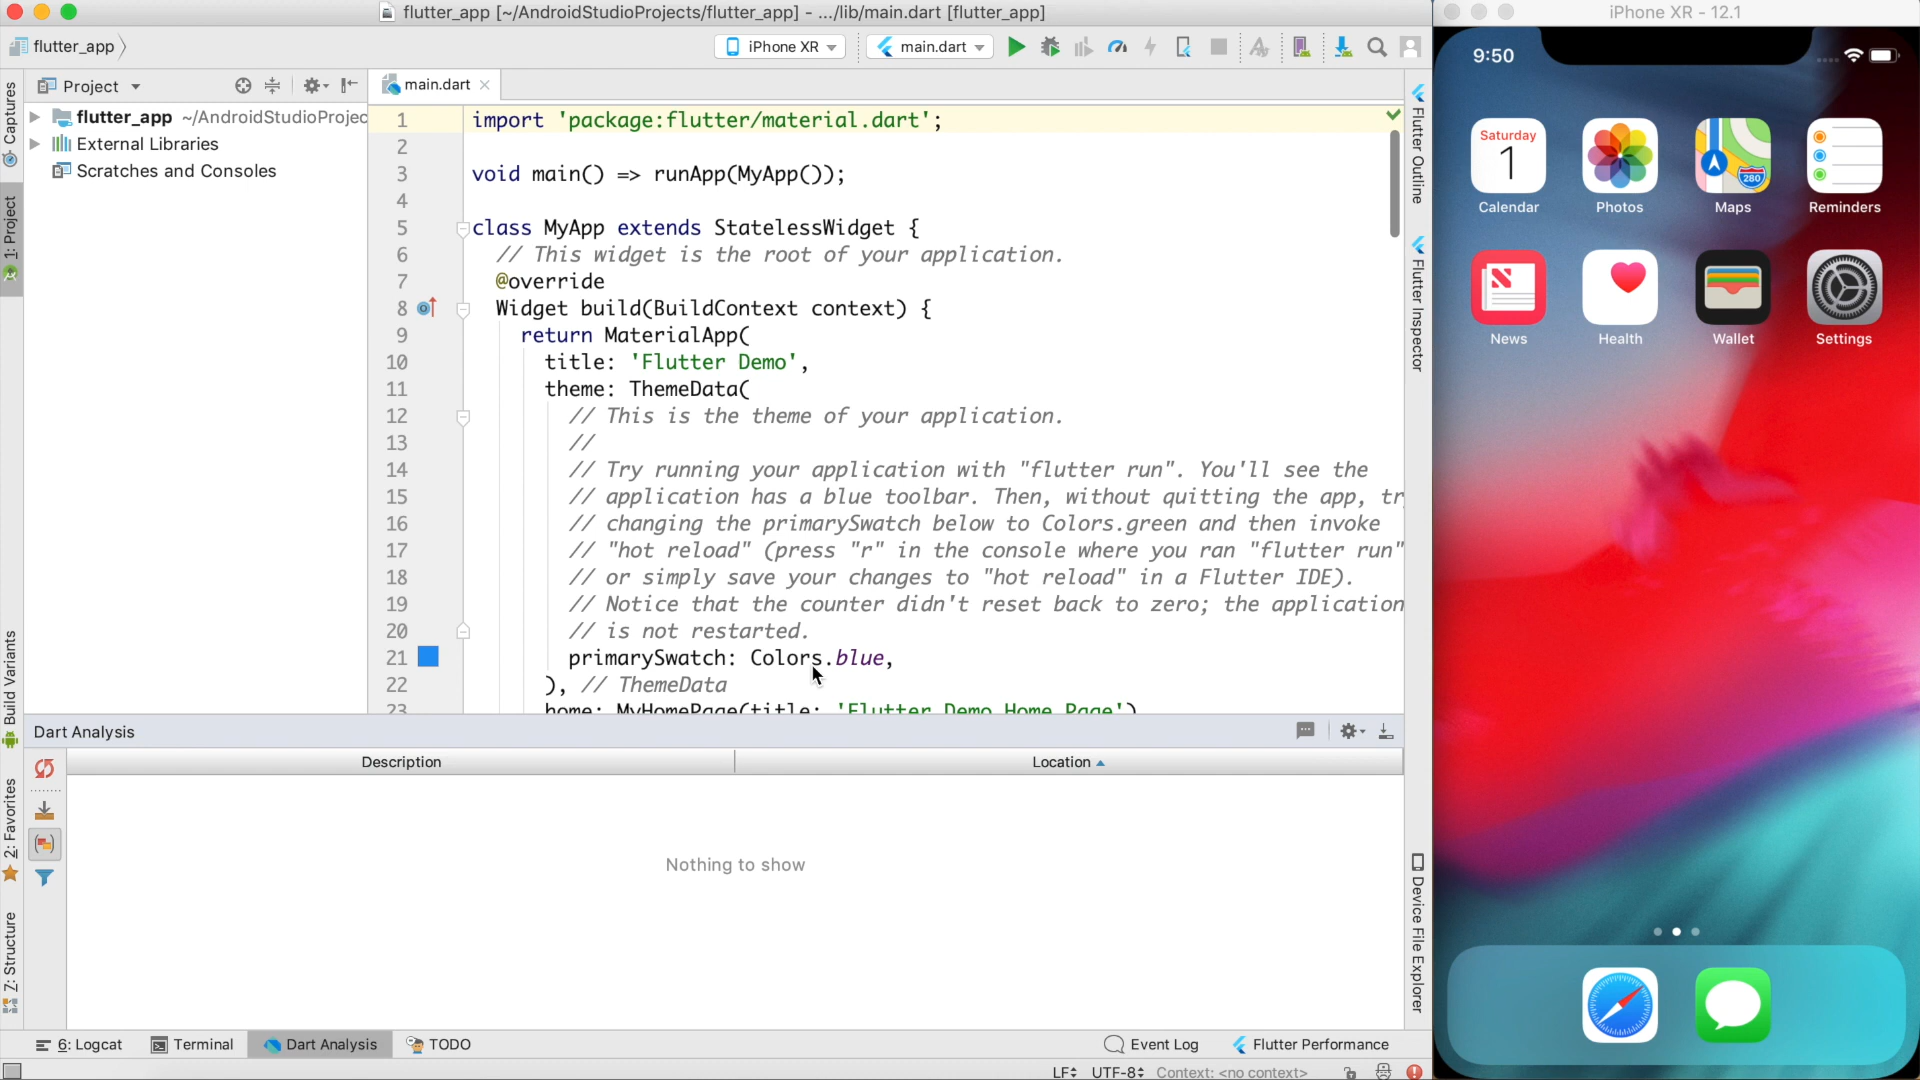 flutter_app [~/AndroidStudioProjects/flutter_app] - .../lib/main.dart [flutter_app]
iPhone XR - 12.1
flutter_app
iPhone XR
main.dart
Project
main.dart
flutter_app ~/AndroidStudioProjec
External Libraries
Scratches and Consoles
Captures
1: Project
Build Variants
2: Favorites
Z: Structure
1 import 'package:flutter/material.dart';
2
3 void main() => runApp(MyApp());
4
5 class MyApp extends StatelessWidget {
6 // This widget is the root of your application.
7 @override
8 Widget build(BuildContext context) {
9 return MaterialApp(
10 title: 'Flutter Demo',
11 theme: ThemeData(
12 // This is the theme of your application.
13 //
14 // Try running your application with "flutter run". You'll see the
15 // application has a blue toolbar. Then, without quitting the app, tr
16 // changing the primarySwatch below to Colors.green and then invoke
17 // "hot reload" (press "r" in the console where you ran "flutter run"
18 // or simply save your changes to "hot reload" in a Flutter IDE).
19 // Notice that the counter didn't reset back to zero; the application
20 // is not restarted.
21 primarySwatch: Colors.blue,
22 ), // ThemeData
23 home: MyHomePage(title: 'Flutter Demo Home Page')
Flutter Outline
Flutter Inspector
Device File Explorer
Dart Analysis
Description
Location
Nothing to show
6: Logcat
Terminal
Dart Analysis
TODO
Event Log
Flutter Performance
LF
UTF-8
Context: <no context>
9:50
Saturday
1
280
Calendar
Photos
Maps
Reminders
News
Health
Wallet
Settings